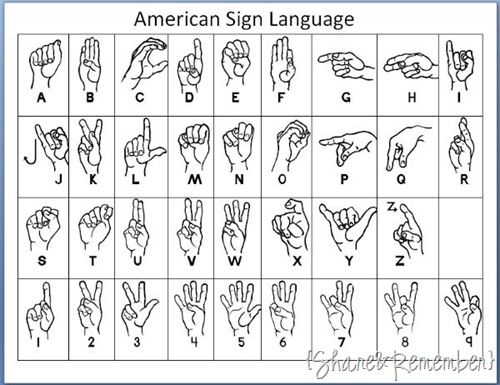 American Sign Language
A B C D E F G H I
J J K L M N O P Q R
S T U V W X Y Z Z
1 2 3 4 5 6 7 8 9
{Share&Remember}